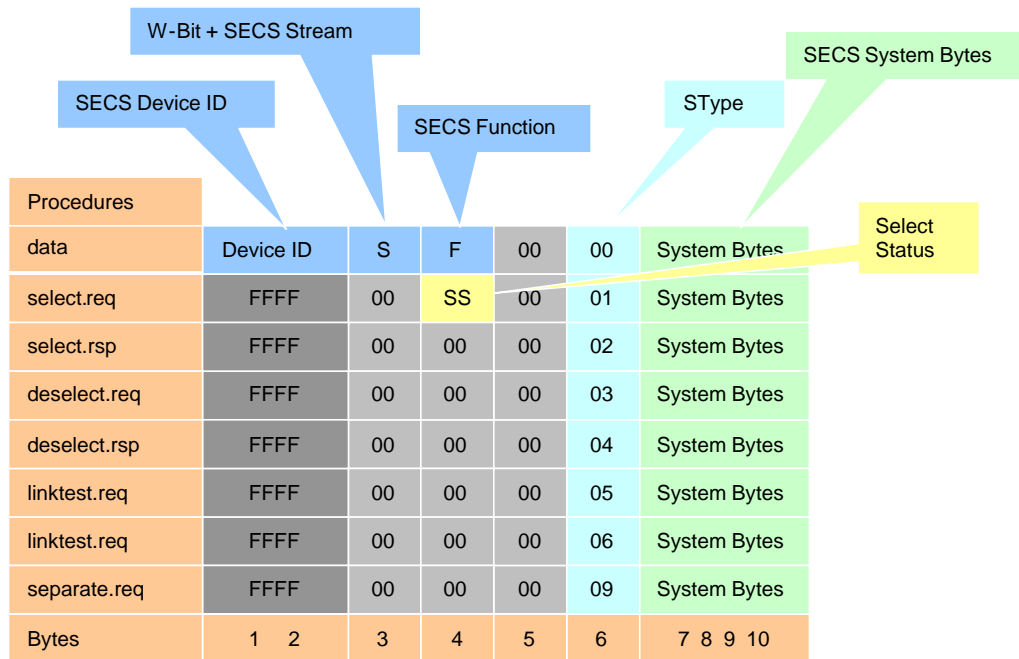 W-Bit + SECS Stream
SECS System Bytes
SECS Device ID
SType
SECS Function
Procedures
Select
Status
data Device ID S F 00 00 System Bytes
select.req FFFF 00 SS 00 01 System Bytes
select.rsp FFFF 00 00 00 02 System Bytes
deselect.req FFFF 00 00 00 03 System Bytes
deselect.rsp FFFF 00 00 00 04 System Bytes
linktest.req FFFF 00 00 00 05 System Bytes
linktest.req FFFF 00 00 00 06 System Bytes
separate.req FFFF 00 00 00 09 System Bytes
Bytes 1 2 3 4 5 6 7 8 9 10